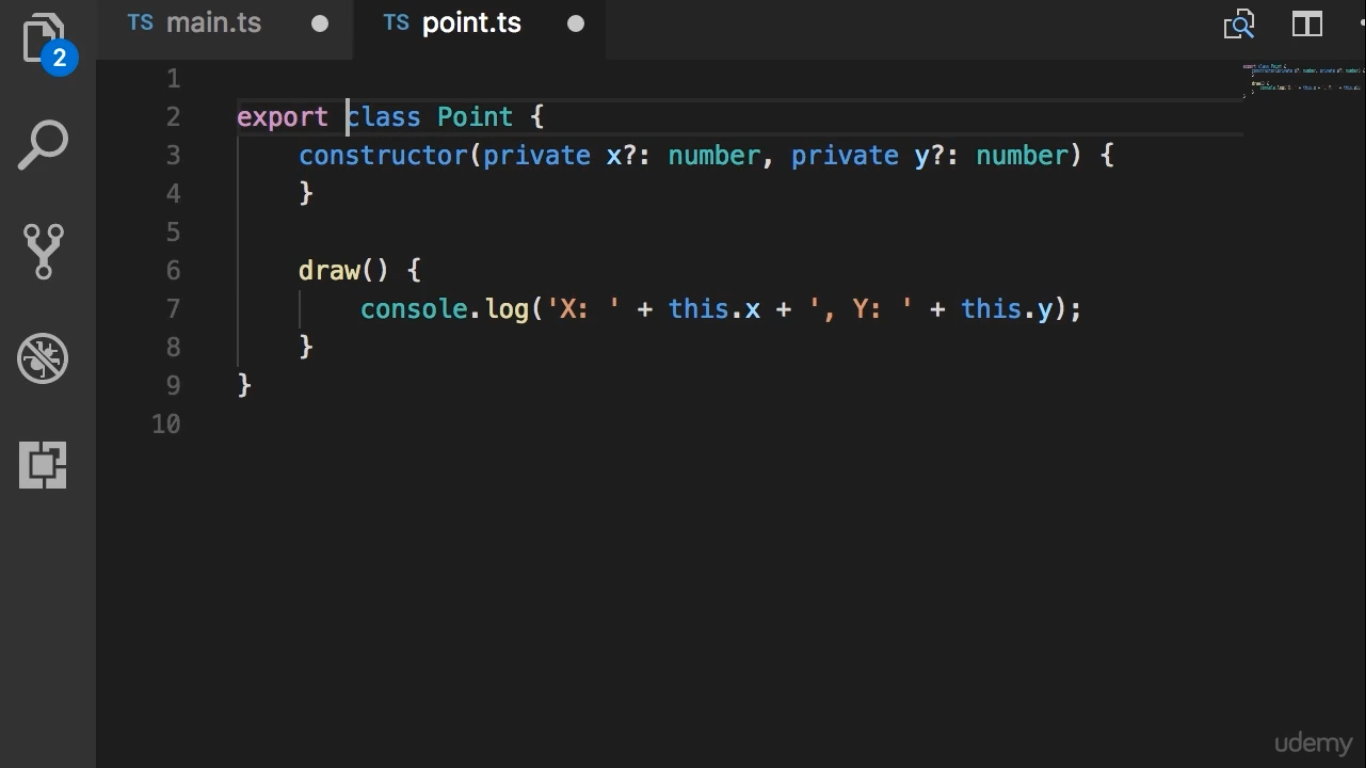 TS main.ts TS point.ts
2
1
2 export class Point {
3 constructor(private x?: number, private y?: number) {
4 }
5
6 draw() {
7 console.log('X: ' + this.x + ', Y: ' + this.y);
8 }
9 }
10
udemy